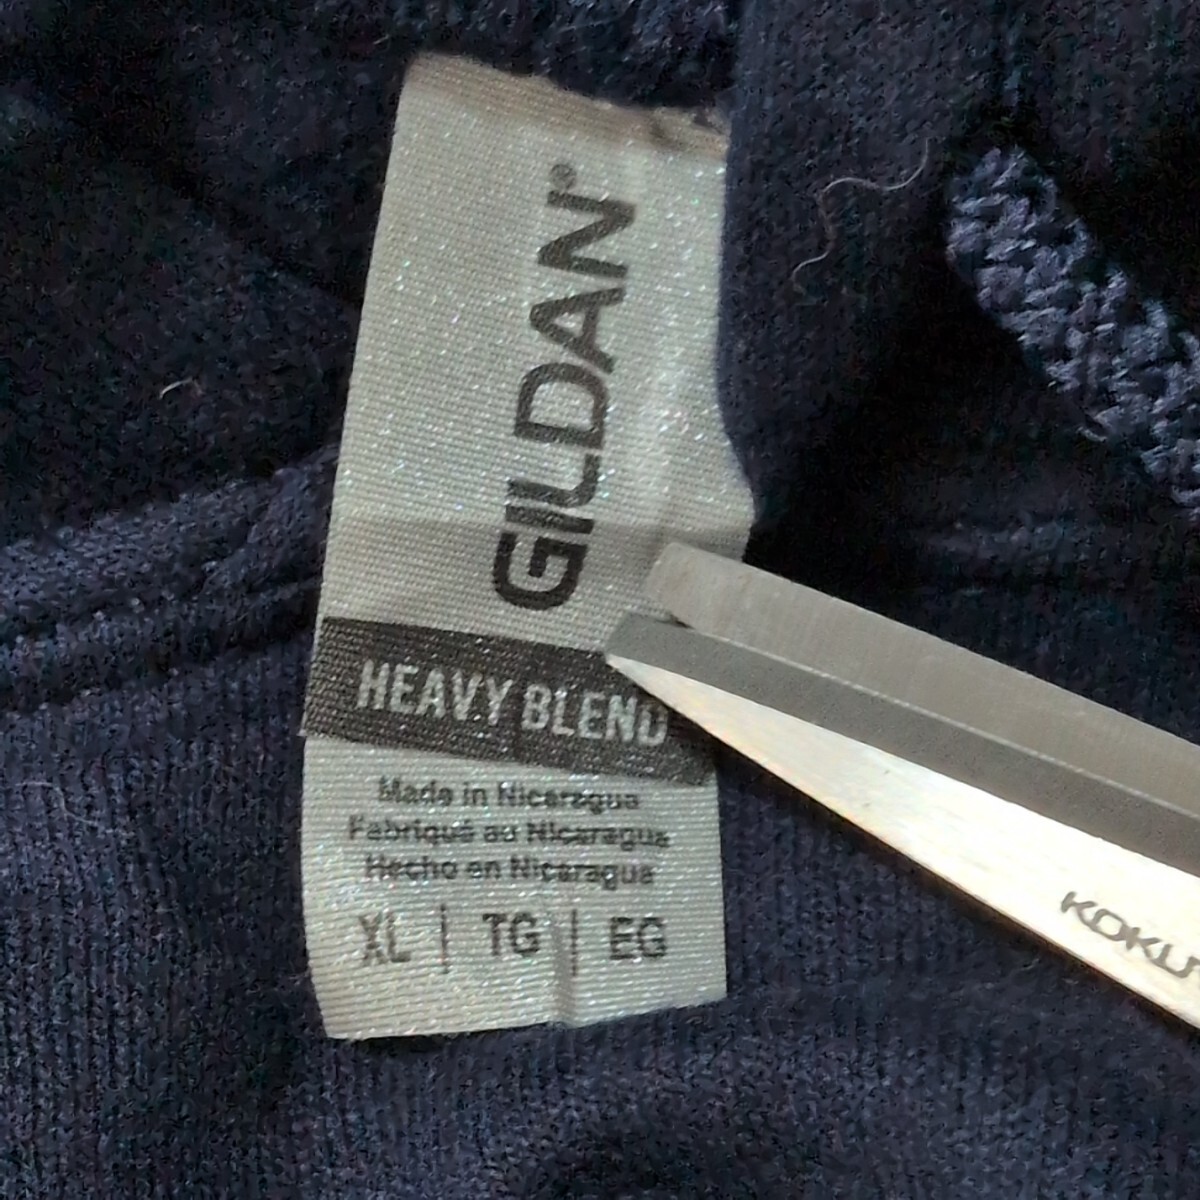 GILDAN®
HEAVY BLEND
Made in Nicaragua
Fabriqué au Nicaragua
Hecho en Nicaragua
XL | TG | EG